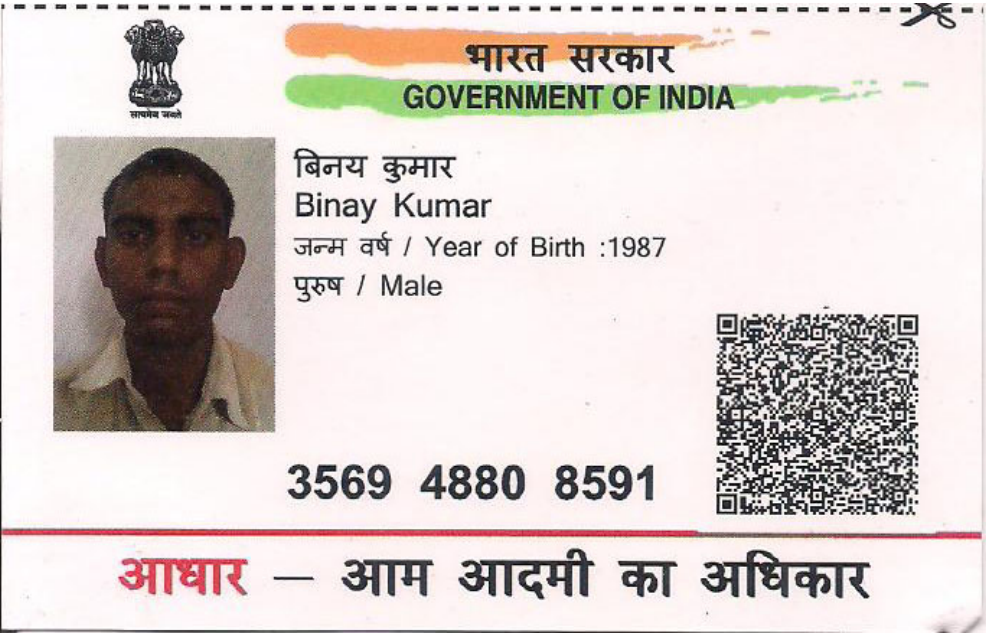 भारत सरकार
GOVERNMENT OF INDIA
सत्यमेव जयते
बिनय कुमार
Binay Kumar
जन्म वर्ष / Year of Birth :1987
पुरुष / Male
3569 4880 8591
आधार – आम आदमी का अधिकार